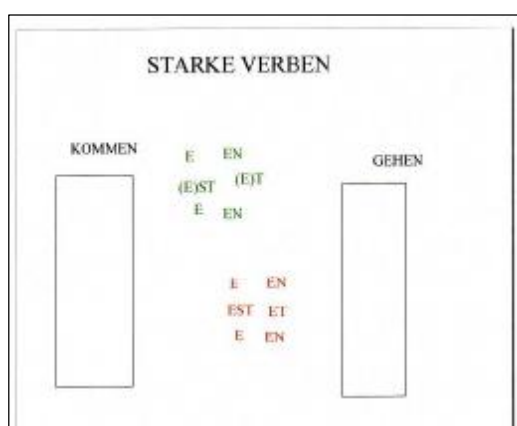 STARKE VERBEN
KOMMEN
GEHEN
E EN
(E)ST (E)T
E EN
E EN
EST ET
E EN